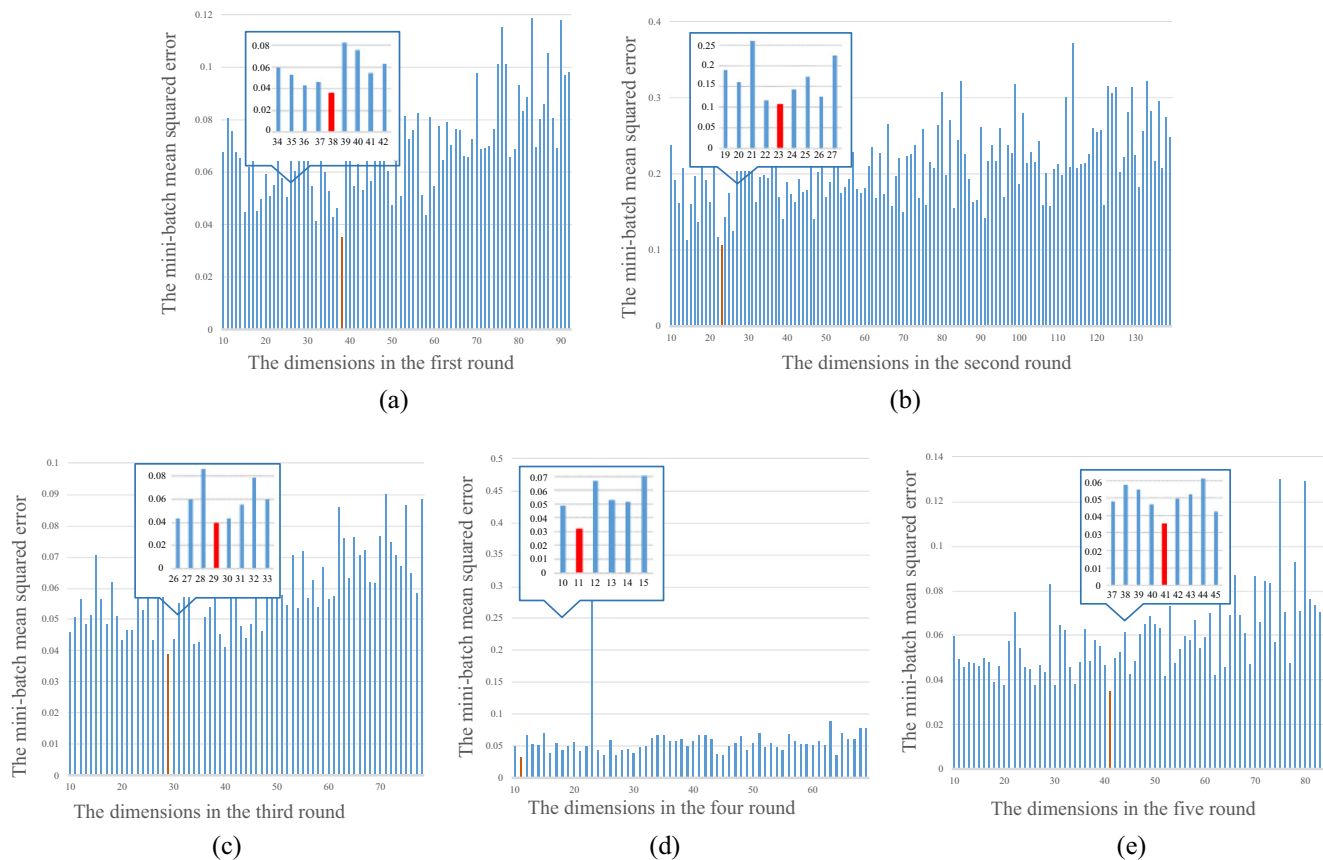 The mini-batch mean squared error
0.12
0.1
0.08
0.06
0.04
0.02
0
0.08
0.06
0.04
0.02
0
34 35 36 37 38 39 40 41 42
10 20 30 40 50 60 70 80 90
The dimensions in the first round
(a)
The mini-batch mean squared error
0.4
0.3
0.2
0.1
0
0.25
0.2
0.15
0.1
0.05
0
19 20 21 22 23 24 25 26 27
10 20 30 40 50 60 70 80 90 100 110 120 130
The dimensions in the second round
(b)
The mini-batch mean squared error
0.1
0.09
0.08
0.07
0.06
0.05
0.04
0.03
0.02
0.01
0
0.08
0.06
0.04
0.02
0
26 27 28 29 30 31 32 33
10 20 30 40 50 60 70
The dimensions in the third round
(c)
The mini-batch mean squared error
0.5
0.45
0.4
0.35
0.3
0.25
0.2
0.15
0.1
0.05
0
0.07
0.06
0.05
0.04
0.03
0.02
0.01
0
10 11 12 13 14 15
10 20 30 40 50 60
The dimensions in the four round
(d)
The mini-batch mean squared error
0.14
0.12
0.1
0.08
0.06
0.04
0.02
0
0.06
0.05
0.04
0.03
0.02
0.01
0
37 38 39 40 41 42 43 44 45
10 20 30 40 50 60 70 80
The dimensions in the five round
(e)